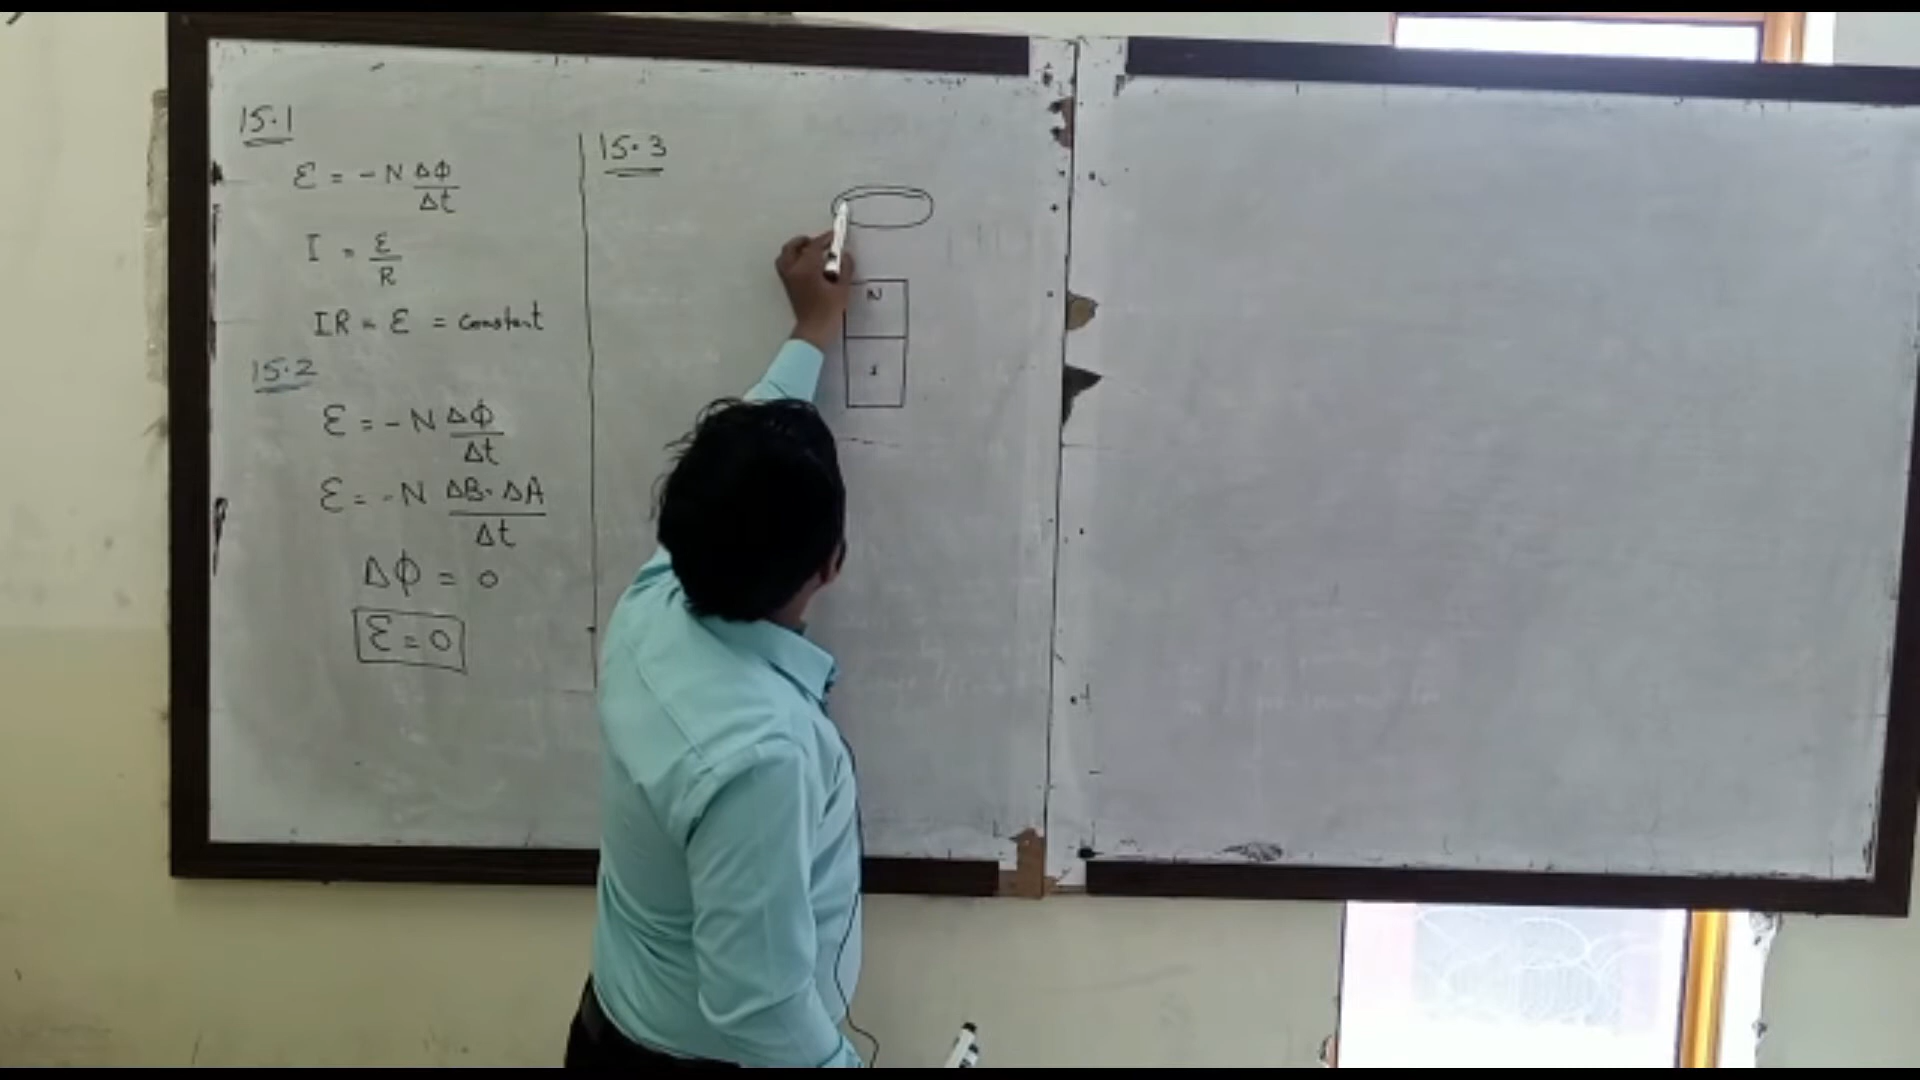 15.1
ε = -N ΔΦ/Δt
I = ε/R
IR = ε = constant
15.2
ε = -N ΔΦ/Δt
ε = -N ΔB·ΔA/Δt
ΔΦ = 0
ε = 0
15.3
N
S